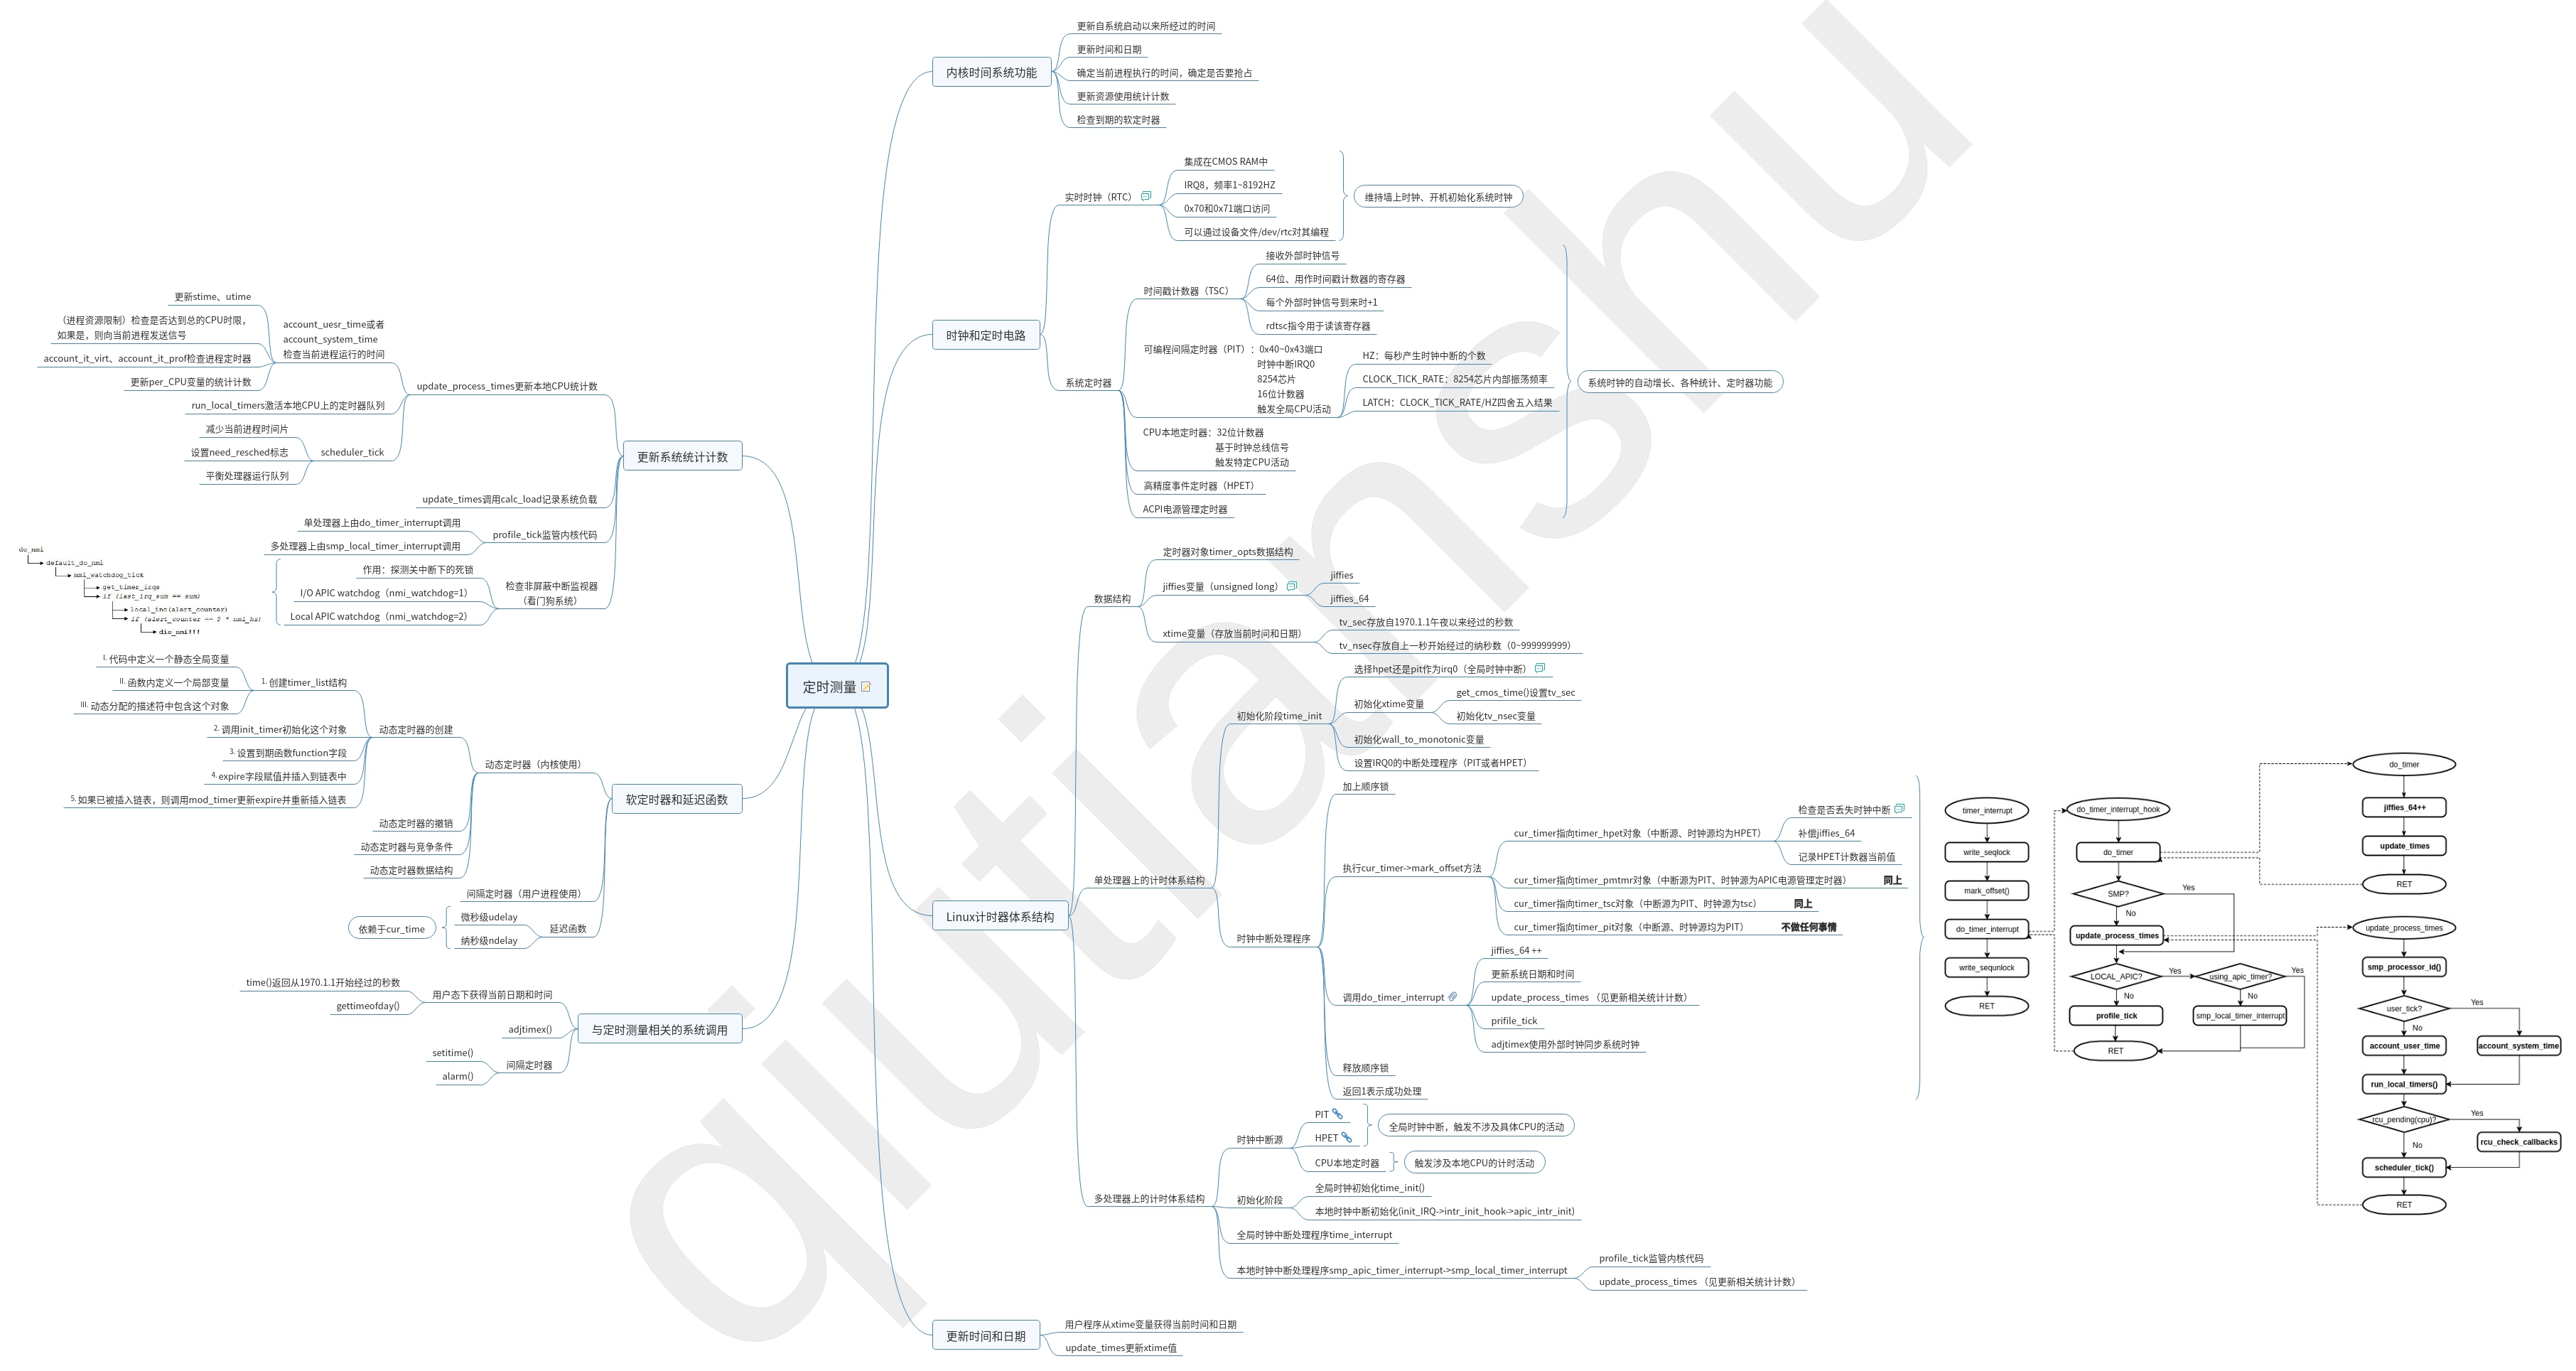 定时测量
内核时间系统功能
更新自系统启动以来所经过的时间
更新时间和日期
确定当前进程执行的时间，确定是否要抢占
更新资源使用统计计数
检查到期的软定时器
时钟和定时电路
实时时钟（RTC）
集成在CMOS RAM中
IRQ8，频率1~8192HZ
0x70和0x71端口访问
可以通过设备文件/dev/rtc对其编程
维持墙上时钟、开机初始化系统时钟
系统定时器
时间戳计数器（TSC）
接收外部时钟信号
64位、用作时间戳计数器的寄存器
每个外部时钟信号到来时+1
rdtsc指令用于读该寄存器
可编程间隔定时器（PIT）：0x40~0x43端口
时钟中断IRQ0
8254芯片
16位计数器
触发全局CPU活动
HZ：每秒产生时钟中断的个数
CLOCK_TICK_RATE：8254芯片内部振荡频率
LATCH：CLOCK_TICK_RATE/HZ四舍五入结果
CPU本地定时器：32位计数器
基于时钟总线信号
触发特定CPU活动
高精度事件定时器（HPET）
ACPI电源管理定时器
系统时钟的自动增长、各种统计、定时器功能
Linux计时器体系结构
数据结构
定时器对象timer_opts数据结构
jiffies变量（unsigned long）
jiffies
jiffies_64
xtime变量（存放当前时间和日期）
tv_sec存放自1970.1.1午夜以来经过的秒数
tv_nsec存放自上一秒开始经过的纳秒数（0~999999999）
单处理器上的计时体系结构
初始化阶段time_init
选择hpet还是pit作为irq0（全局时钟中断）
初始化xtime变量
get_cmos_time()设置tv_sec
初始化tv_nsec变量
初始化wall_to_monotonic变量
设置IRQ0的中断处理程序（PIT或者HPET）
时钟中断处理程序
加上顺序锁
执行cur_timer->mark_offset方法
cur_timer指向timer_hpet对象（中断源、时钟源均为HPET）
检查是否丢失时钟中断
补偿jiffies_64
记录HPET计数器当前值
cur_timer指向timer_pmtmr对象（中断源为PIT、时钟源为APIC电源管理定时器） 同上
cur_timer指向timer_tsc对象（中断源为PIT、时钟源为tsc） 同上
cur_timer指向timer_pit对象（中断源、时钟源均为PIT） 不做任何事情
调用do_timer_interrupt
jiffies_64 ++
更新系统日期和时间
update_process_times （见更新相关统计计数）
prifile_tick
adjtimex使用外部时钟同步系统时钟
释放顺序锁
返回1表示成功处理
多处理器上的计时体系结构
时钟中断源
PIT
HPET
全局时钟中断，触发不涉及具体CPU的活动
CPU本地定时器
触发涉及本地CPU的计时活动
初始化阶段
全局时钟初始化time_init()
本地时钟中断初始化(init_IRQ->intr_init_hook->apic_intr_init)
全局时钟中断处理程序time_interrupt
本地时钟中断处理程序smp_apic_timer_interrupt->smp_local_timer_interrupt
profile_tick监管内核代码
update_process_times （见更新相关统计计数）
更新时间和日期
用户程序从xtime变量获得当前时间和日期
update_times更新xtime值
更新系统统计计数
update_process_times更新本地CPU统计数
account_uesr_time或者
account_system_time
检查当前进程运行的时间
更新stime、utime
（进程资源限制）检查是否达到总的CPU时限，
如果是，则向当前进程发送信号
account_it_virt、account_it_prof检查进程定时器
更新per_CPU变量的统计计数
run_local_timers激活本地CPU上的定时器队列
scheduler_tick
减少当前进程时间片
设置need_resched标志
平衡处理器运行队列
update_times调用calc_load记录系统负载
profile_tick监管内核代码
单处理器上由do_timer_interrupt调用
多处理器上由smp_local_timer_interrupt调用
检查非屏蔽中断监视器
（看门狗系统）
作用：探测关中断下的死锁
I/O APIC watchdog（nmi_watchdog=1）
Local APIC watchdog（nmi_watchdog=2）
do_nmi
default_do_nmi
nmi_watchdog_tick
get_timer_irqs
if (last_irq_sum == sum)
local_inc(alert_counter)
if (alert_counter == 5 * nmi_hz)
die_nmi!!!
软定时器和延迟函数
动态定时器（内核使用）
动态定时器的创建
1. 创建timer_list结构
I. 代码中定义一个静态全局变量
II. 函数内定义一个局部变量
III. 动态分配的描述符中包含这个对象
2. 调用init_timer初始化这个对象
3. 设置到期函数function字段
4. expire字段赋值并插入到链表中
5. 如果已被插入链表，则调用mod_timer更新expire并重新插入链表
动态定时器的撤销
动态定时器与竞争条件
动态定时器数据结构
间隔定时器（用户进程使用）
延迟函数
微秒级udelay
纳秒级ndelay
依赖于cur_time
与定时测量相关的系统调用
用户态下获得当前日期和时间
time()返回从1970.1.1开始经过的秒数
gettimeofday()
adjtimex()
间隔定时器
setitime()
alarm()
timer_interrupt
write_seqlock
mark_offset()
do_timer_interrupt
write_sequnlock
RET
do_timer_interrupt_hook
do_timer
SMP?
Yes
No
update_process_times
LOCAL_APIC?
Yes
using_apic_timer?
Yes
No
No
profile_tick
smp_local_timer_interrupt
RET
do_timer
jiffies_64++
update_times
RET
update_process_times
smp_processor_id()
user_tick?
Yes
No
account_user_time
account_system_time
run_local_timers()
rcu_pending(cpu)?
Yes
No
rcu_check_callbacks
scheduler_tick()
RET
qiutianshu